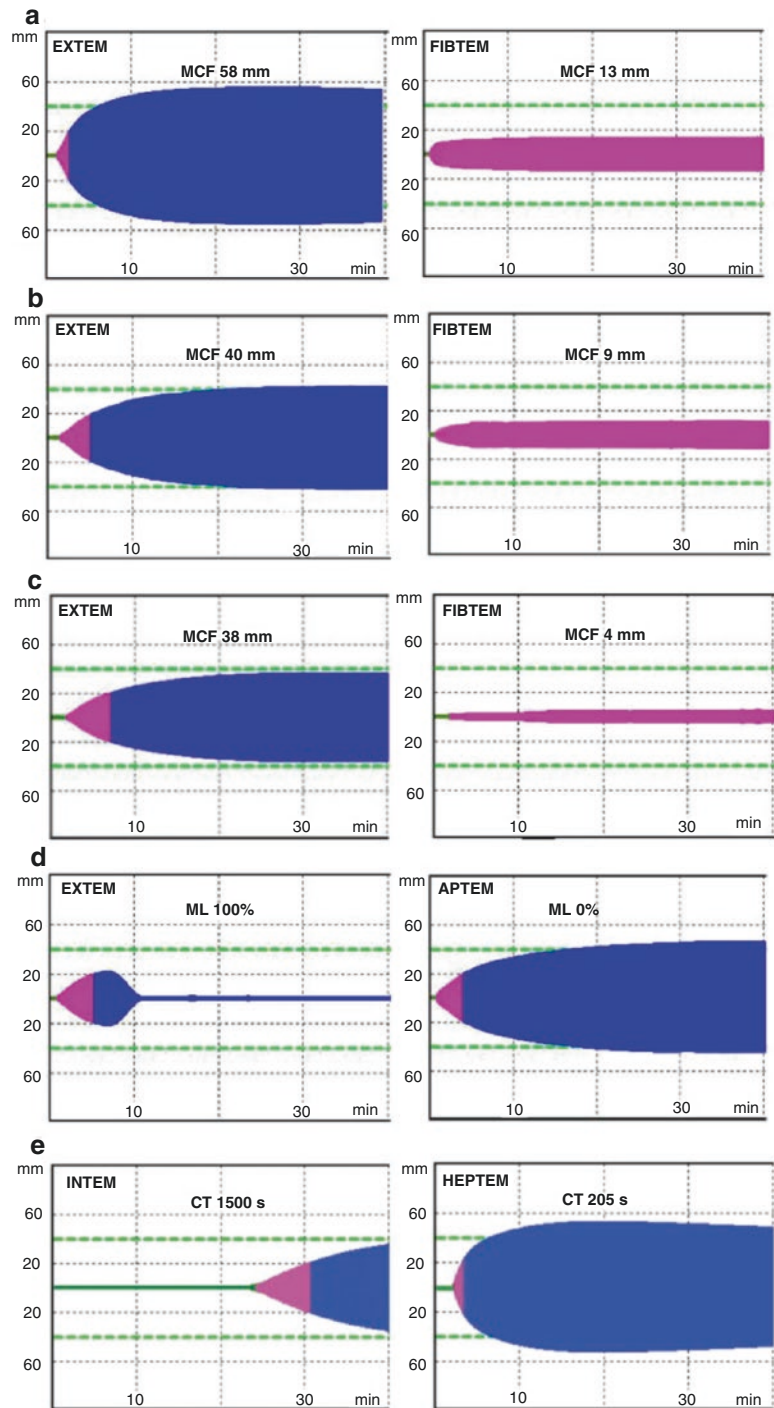 a
mm
EXTEM
MCF 58 mm
60
20
20
60
10
30
min
FIBTEM
MCF 13 mm
60
20
20
60
10
30
min
b
mm
EXTEM
MCF 40 mm
60
20
20
60
10
30
min
FIBTEM
MCF 9 mm
60
20
20
60
10
30
min
c
mm
EXTEM
MCF 38 mm
60
20
20
60
10
30
min
mm
FIBTEM
MCF 4 mm
60
20
20
60
10
30
min
d
mm
EXTEM
ML 100%
60
20
20
60
10
30
min
mm
APTEM
ML 0%
60
20
20
60
10
30
min
e
mm
INTEM
CT 1500 s
60
20
20
60
10
30
min
mm
HEPTEM
CT 205 s
60
20
20
60
10
30
min